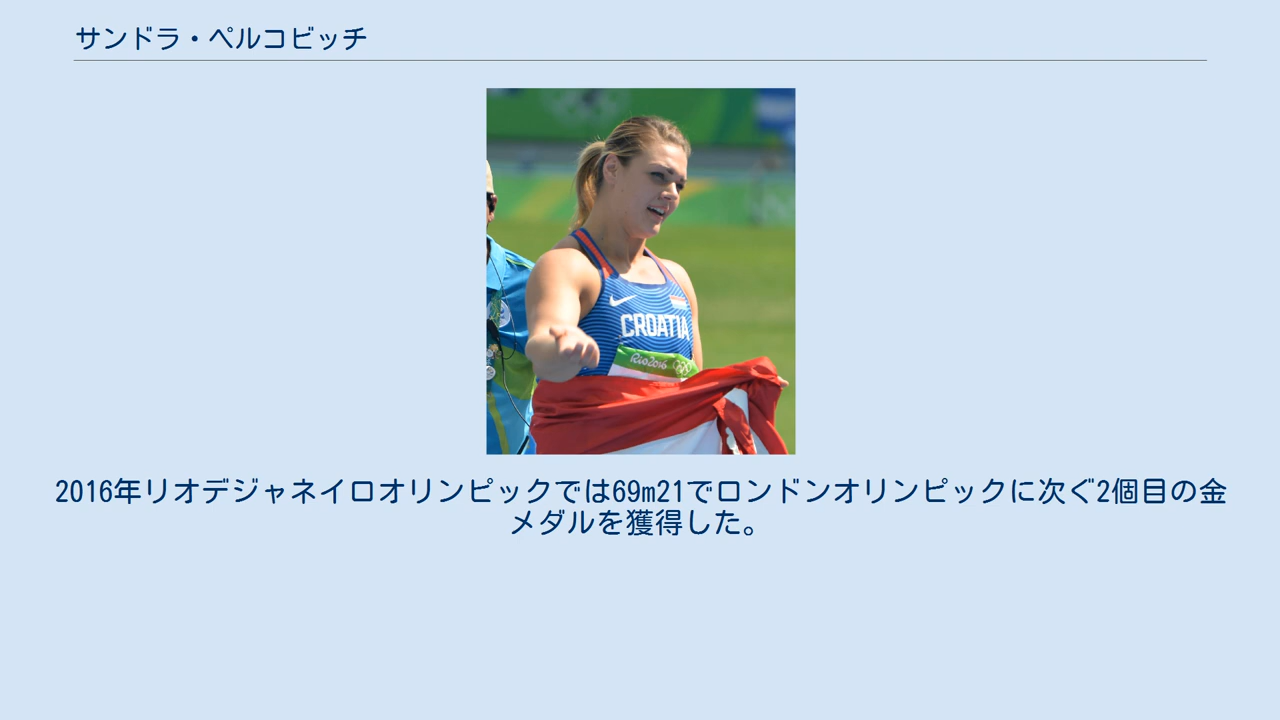 サンドラ・ペルコビッチ
CROATIA
Rio2016
2016年リオデジャネイロオリンピックでは69m21でロンドンオリンピックに次ぐ2個目の金
メダルを獲得した。